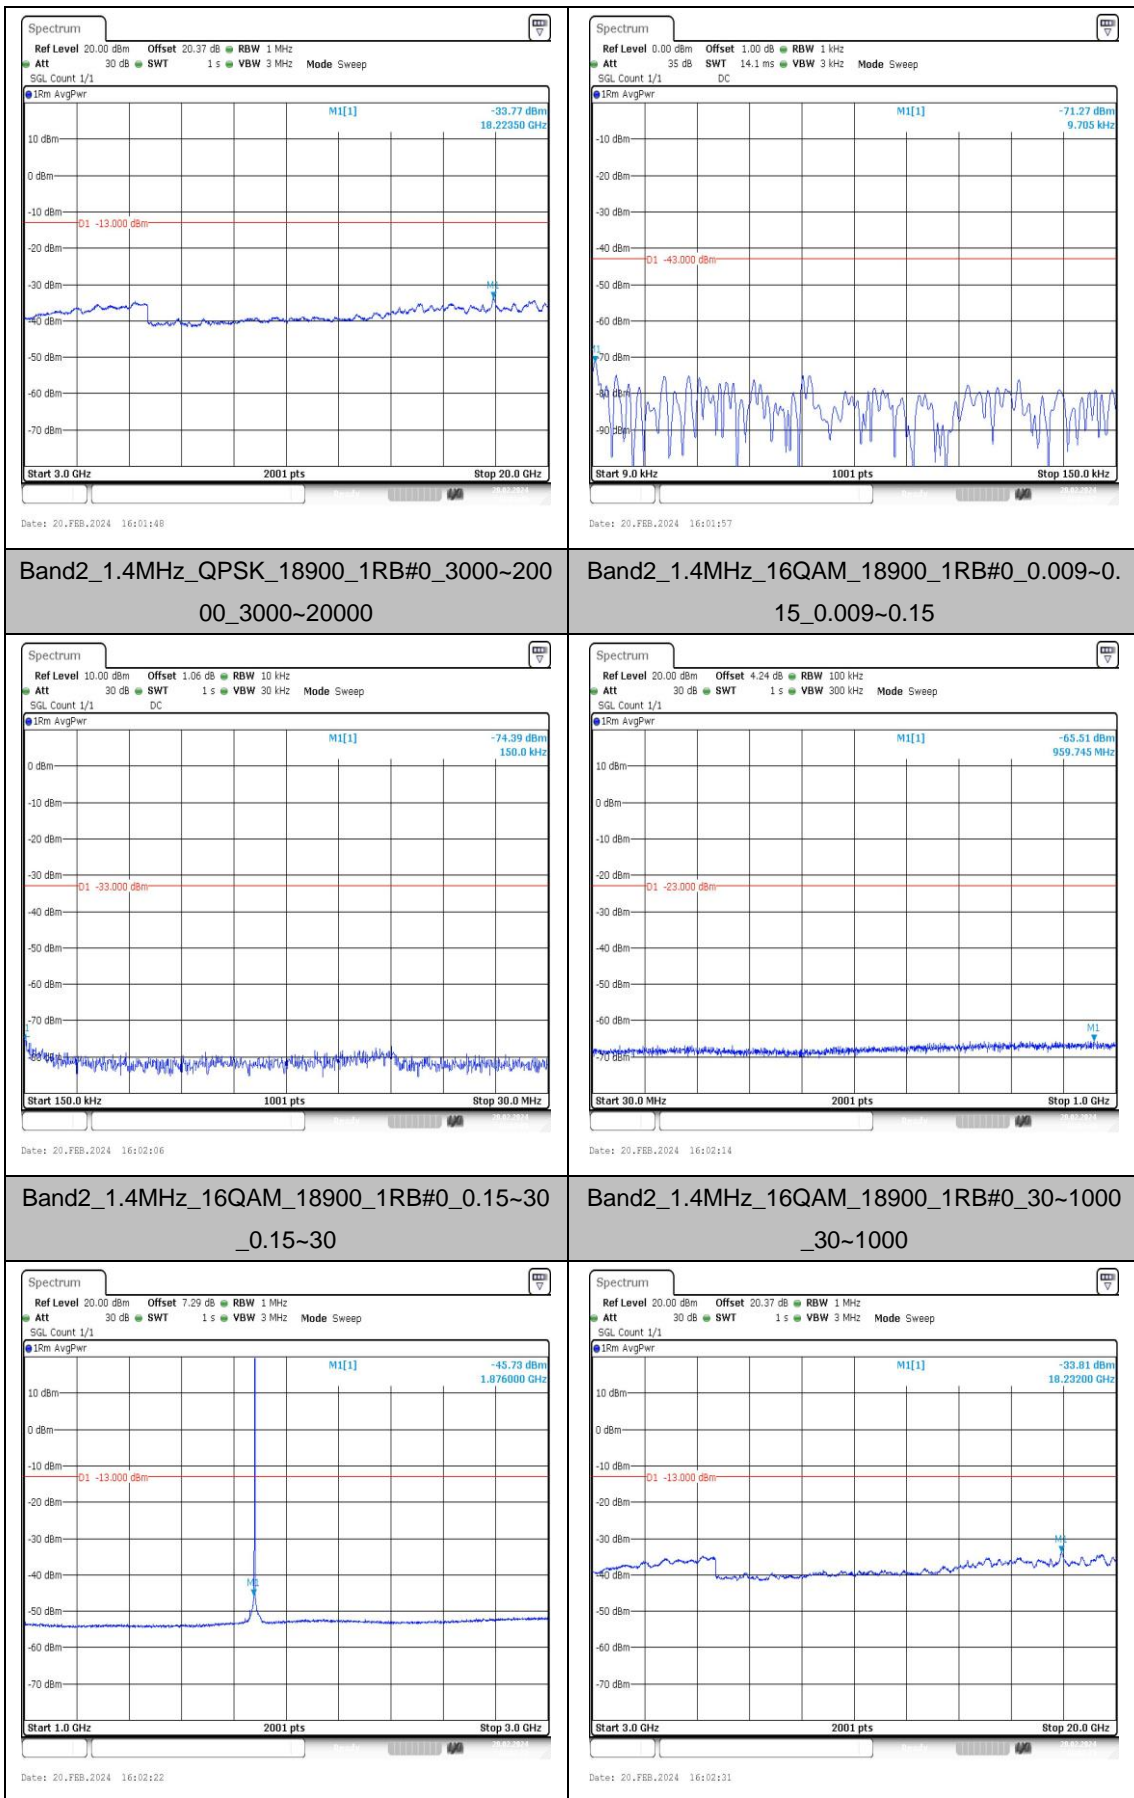 Spectrum
Ref Level 20.00 dBm Offset 20.37 dB RBW 1 MHz
Att 30 dB SWT 1 s VBW 3 MHz Mode Sweep
SGL Count 1/1
1Rm AvgPwr
M1[1] -33.77 dBm
18.22350 GHz
10 dBm
0 dBm
-10 dBm
D1 -13.000 dBm
-20 dBm
-30 dBm
M1
-40 dBm
-50 dBm
-60 dBm
-70 dBm
Start 3.0 GHz 2001 pts Stop 20.0 GHz
Date: 20.FEB.2024 16:01:48
Spectrum
Ref Level 0.00 dBm Offset 1.00 dB RBW 1 kHz
Att 35 dB SWT 14.1 ms VBW 3 kHz Mode Sweep
SGL Count 1/1 DC
1Rm AvgPwr
M1[1] -71.27 dBm
9.705 kHz
-10 dBm
-20 dBm
-30 dBm
-40 dBm
D1 -43.000 dBm
-50 dBm
-60 dBm
-70 dBm
-80 dBm
-90 dBm
Start 9.0 kHz 1001 pts Stop 150.0 kHz
Date: 20.FEB.2024 16:01:57
Band2_1.4MHz_QPSK_18900_1RB#0_3000~200
00_3000~20000
Band2_1.4MHz_16QAM_18900_1RB#0_0.009~0.
15_0.009~0.15
Spectrum
Ref Level 10.00 dBm Offset 1.06 dB RBW 10 kHz
Att 30 dB SWT 1 s VBW 30 kHz Mode Sweep
SGL Count 1/1 DC
1Rm AvgPwr
M1[1] -74.39 dBm
150.0 kHz
0 dBm
-10 dBm
-20 dBm
-30 dBm
D1 -33.000 dBm
-40 dBm
-50 dBm
-60 dBm
-70 dBm
-80 dBm
Start 150.0 kHz 1001 pts Stop 30.0 MHz
Date: 20.FEB.2024 16:02:06
Spectrum
Ref Level 20.00 dBm Offset 4.24 dB RBW 100 kHz
Att 30 dB SWT 1 s VBW 300 kHz Mode Sweep
SGL Count 1/1
1Rm AvgPwr
M1[1] -65.51 dBm
959.745 MHz
10 dBm
0 dBm
-10 dBm
-20 dBm
D1 -23.000 dBm
-30 dBm
-40 dBm
-50 dBm
-60 dBm
M1
-70 dBm
Start 30.0 MHz 2001 pts Stop 1.0 GHz
Date: 20.FEB.2024 16:02:14
Band2_1.4MHz_16QAM_18900_1RB#0_0.15~30
_0.15~30
Band2_1.4MHz_16QAM_18900_1RB#0_30~1000
_30~1000
Spectrum
Ref Level 20.00 dBm Offset 7.29 dB RBW 1 MHz
Att 30 dB SWT 1 s VBW 3 MHz Mode Sweep
SGL Count 1/1
1Rm AvgPwr
M1[1] -45.73 dBm
1.876000 GHz
10 dBm
0 dBm
-10 dBm
D1 -13.000 dBm
-20 dBm
-30 dBm
-40 dBm
M1
-50 dBm
-60 dBm
-70 dBm
Start 1.0 GHz 2001 pts Stop 3.0 GHz
Date: 20.FEB.2024 16:02:22
Spectrum
Ref Level 20.00 dBm Offset 20.37 dB RBW 1 MHz
Att 30 dB SWT 1 s VBW 3 MHz Mode Sweep
SGL Count 1/1
1Rm AvgPwr
M1[1] -33.81 dBm
18.23200 GHz
10 dBm
0 dBm
-10 dBm
D1 -13.000 dBm
-20 dBm
-30 dBm
M1
-40 dBm
-50 dBm
-60 dBm
-70 dBm
Start 3.0 GHz 2001 pts Stop 20.0 GHz
Date: 20.FEB.2024 16:02:31